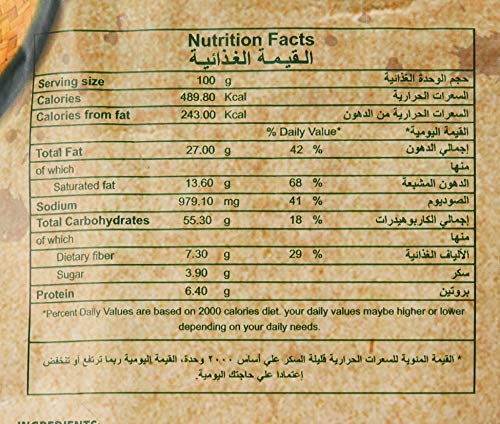 Nutrition Facts
القيمة الغذائية
Serving size 100 g حجم الوحدة الغذائية
Calories 489.80 Kcal السعرات الحرارية
Calories from fat 243.00 Kcal السعرات الحرارية من الدهون
% Daily Value* القيمة اليومية*
Total Fat 27.00 g 42 % إجمالي الدهون
of which منها
Saturated fat 13.60 g 68 % الدهون المشبعة
Sodium 979.10 mg 41 % الصوديوم
Total Carbohydrates 55.30 g 18 % إجمالي الكاربوهيدرات
of which منها
Dietary fiber 7.30 g 29 % الألياف الغذائية
Sugar 3.90 g سكر
Protein 6.40 g بروتين
*Percent Daily Values are based on 2000 calories diet. your daily values maybe higher or lower
depending on your daily needs.
* القيمة المئوية للسعرات الحرارية قليلة السكر علي أساس ٢٠٠٠ وحدة، القيمة اليومية ربما ترتفع أو تنخفض
إعتمادا علي حاجتك اليومية.
INGREDIENTS: